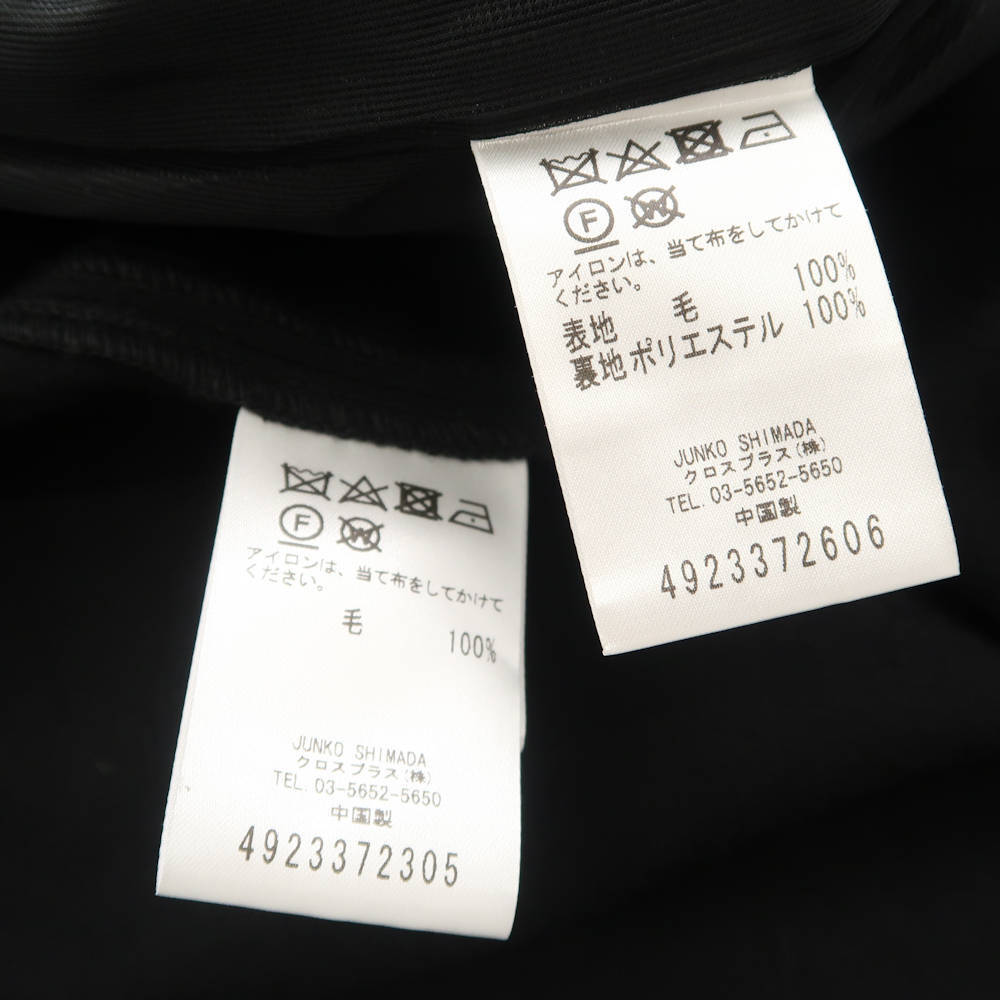 F W
アイロンは、当て布をしてかけて
ください。
表地 毛 100%
裏地 ポリエステル 100%
JUNKO SHIMADA
クロスプラス(株)
TEL. 03-5652-5650
中国製
4923372606
F W
アイロンは、当て布をしてかけて
ください。
毛 100%
JUNKO SHIMADA
クロスプラス(株)
TEL. 03-5652-5650
中国製
4923372305